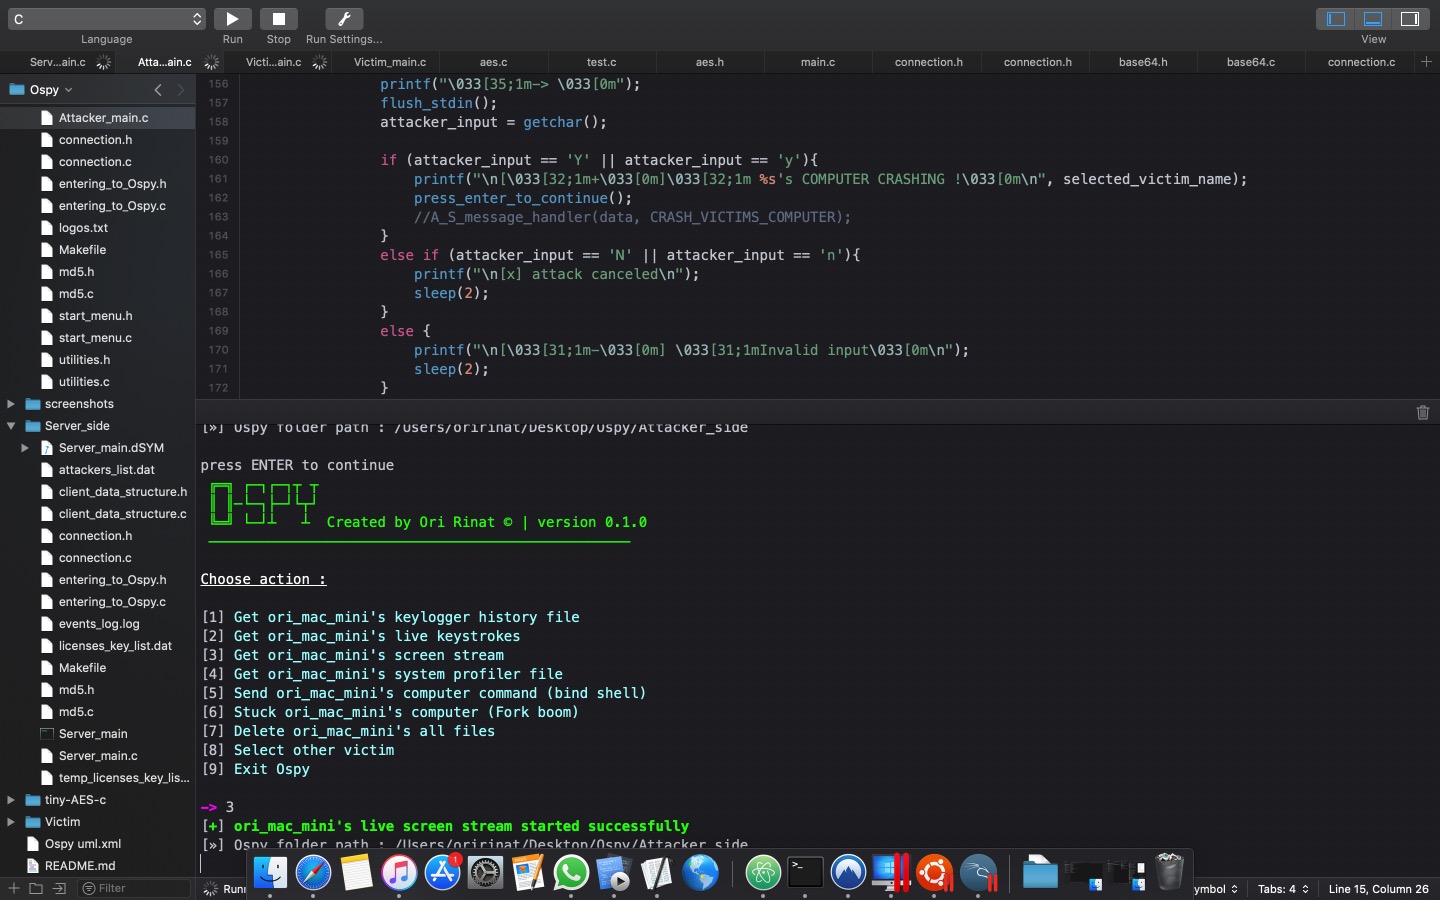 C
Language
Run
Stop
Run Settings...
View
Serv...ain.c
Atta...ain.c
Victi...ain.c
Victim_main.c
aes.c
test.c
aes.h
main.c
connection.h
connection.h
base64.h
base64.c
connection.c
Ospy
Attacker_main.c
connection.h
connection.c
entering_to_Ospy.h
entering_to_Ospy.c
logos.txt
Makefile
md5.h
md5.c
start_menu.h
start_menu.c
utilities.h
utilities.c
screenshots
Server_side
Server_main.dSYM
attackers_list.dat
client_data_structure.h
client_data_structure.c
connection.h
connection.c
entering_to_Ospy.h
entering_to_Ospy.c
events_log.log
licenses_key_list.dat
Makefile
md5.h
md5.c
Server_main
Server_main.c
temp_licenses_key_lis...
tiny-AES-c
Victim
Ospy uml.xml
README.md
Filter
156 printf("\033[35;1m-> \033[0m");
157 flush_stdin();
158 attacker_input = getchar();
159
160 if (attacker_input == 'Y' || attacker_input == 'y'){
161 printf("\n[\033[32;1m+\033[0m]\033[32;1m %s's COMPUTER CRASHING !\033[0m\n", selected_victim_name);
162 press_enter_to_continue();
163 //A_S_message_handler(data, CRASH_VICTIMS_COMPUTER);
164 }
165 else if (attacker_input == 'N' || attacker_input == 'n'){
166 printf("\n[x] attack canceled\n");
167 sleep(2);
168 }
169 else {
170 printf("\n[\033[31;1m-\033[0m] \033[31;1mInvalid input\033[0m\n");
171 sleep(2);
172 }
[»] Ospy folder path : /Users/oririnat/Desktop/Ospy/Attacker_side
press ENTER to continue
Created by Ori Rinat © | version 0.1.0
Choose action :
[1] Get ori_mac_mini's keylogger history file
[2] Get ori_mac_mini's live keystrokes
[3] Get ori_mac_mini's screen stream
[4] Get ori_mac_mini's system profiler file
[5] Send ori_mac_mini's computer command (bind shell)
[6] Stuck ori_mac_mini's computer (Fork boom)
[7] Delete ori_mac_mini's all files
[8] Select other victim
[9] Exit Ospy
-> 3
[+] ori_mac_mini's live screen stream started successfully
[»] Ospy folder path : /Users/oririnat/Desktop/Ospy/Attacker_side
1
Runn
ymbol
Tabs: 4
Line 15, Column 26